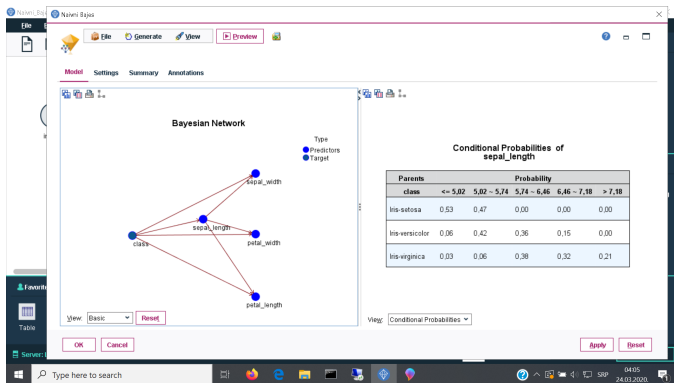 Naivni Bajes
File
Naivni Bajes
File Generate View Preview
Model Settings Summary Annotations
Bayesian Network
Type
Predictors
Target
sepal_width
sepal_length
petal_width
class
petal_length
View: Basic Reset
Conditional Probabilities of
sepal_length
Parents Probability
class <= 5,02 5,02 ~ 5,74 5,74 ~ 6,46 6,46 ~ 7,18 > 7,18
Iris-setosa 0,53 0,47 0,00 0,00 0,00
Iris-versicolor 0,06 0,42 0,36 0,15 0,00
Iris-virginica 0,03 0,06 0,38 0,32 0,21
View: Conditional Probabilities
OK Cancel Apply Reset
Table
Server:
Type here to search
SRP
04:05
24.03.2020.